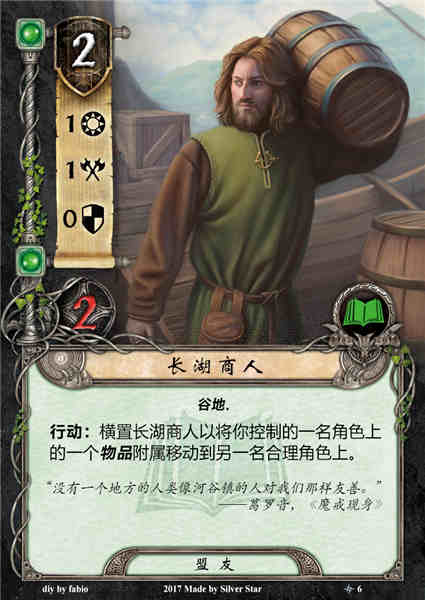 2
1
1
0
2
长湖商人
谷地.
行动：横置长湖商人以将你控制的一名角色上
的一个物品附属移动到另一名合理角色上。
“没有一个地方的人类像河谷镇的人对我们那样友善。”
——葛罗音，《魔戒现身》
盟友
diy by fabio
2017 Made by Silver Star
6